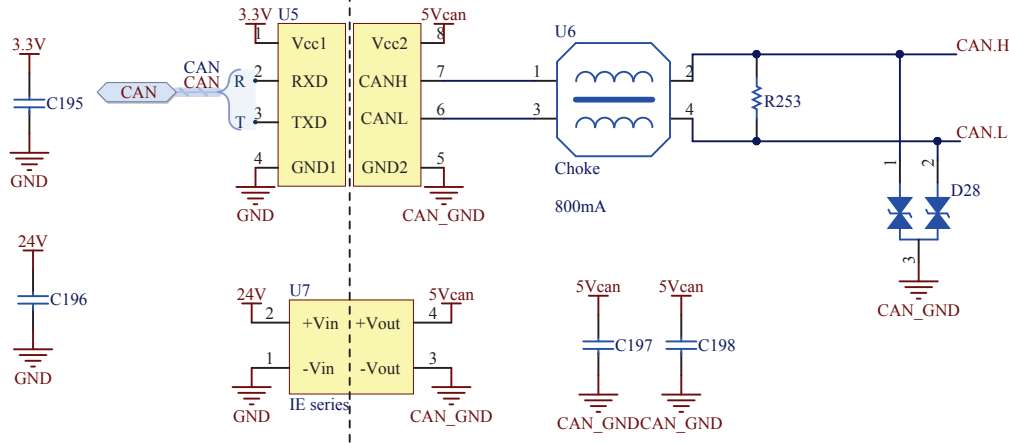 3.3V
U5
5Vcan
U6
1
Vcc1
Vcc2
8
CAN.H
3.3V
CAN
CAN
R
2
RXD
CANH
7
1
2
C195
CAN
R253
T
3
TXD
CANL
6
3
4
CAN.L
GND
4
GND1
GND2
5
Choke
1
2
GND
CAN_GND
800mA
D28
24V
3
C196
U7
24V
5Vcan
5Vcan
5Vcan
CAN_GND
2
+Vin
+Vout
4
C197
C198
GND
1
-Vin
-Vout
3
GND
IE series
CAN_GND
CAN_GND
CAN_GND